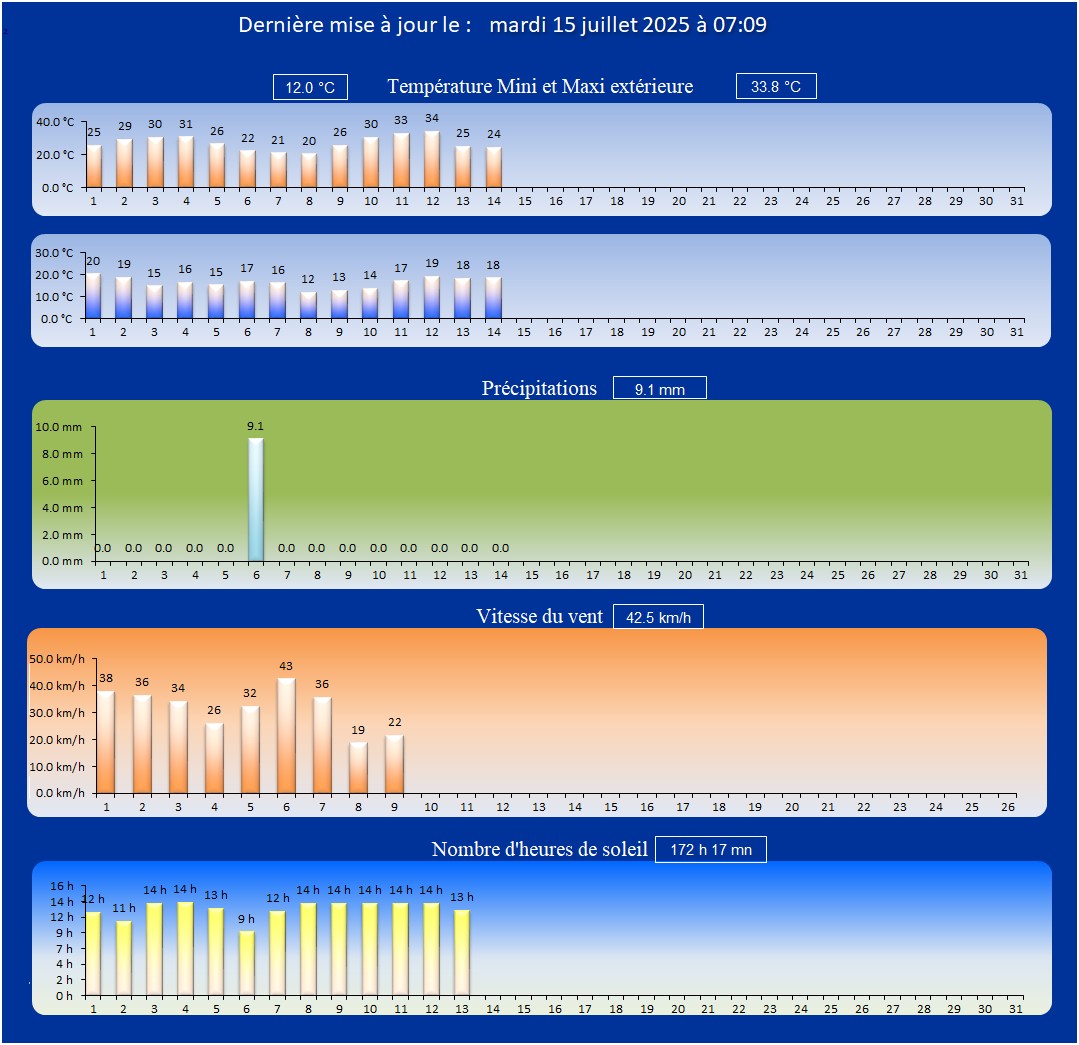 Dernière mise à jour le : mardi 15 juillet 2025 à 07:09
12.0 °C Température Mini et Maxi extérieure 33.8 °C
40.0 °C
20.0 °C
0.0 °C
25 29 30 31 26 22 21 20 26 30 33 34 25 24
1 2 3 4 5 6 7 8 9 10 11 12 13 14 15 16 17 18 19 20 21 22 23 24 25 26 27 28 29 30 31
30.0 °C
20.0 °C
10.0 °C
0.0 °C
20 19 15 16 15 17 16 12 13 14 17 19 18 18
1 2 3 4 5 6 7 8 9 10 11 12 13 14 15 16 17 18 19 20 21 22 23 24 25 26 27 28 29 30 31
Précipitations 9.1 mm
10.0 mm
8.0 mm
6.0 mm
4.0 mm
2.0 mm
0.0 mm
0.0 0.0 0.0 0.0 0.0 9.1 0.0 0.0 0.0 0.0 0.0 0.0 0.0 0.0
1 2 3 4 5 6 7 8 9 10 11 12 13 14 15 16 17 18 19 20 21 22 23 24 25 26 27 28 29 30 31
Vitesse du vent 42.5 km/h
50.0 km/h
40.0 km/h
30.0 km/h
20.0 km/h
10.0 km/h
0.0 km/h
38 36 34 26 32 43 36 19 22
1 2 3 4 5 6 7 8 9 10 11 12 13 14 15 16 17 18 19 20 21 22 23 24 25 26
Nombre d'heures de soleil 172 h 17 mn
16 h
14 h
12 h
9 h
7 h
4 h
2 h
0 h
12 h 11 h 14 h 14 h 13 h 9 h 12 h 14 h 14 h 14 h 14 h 14 h 13 h
1 2 3 4 5 6 7 8 9 10 11 12 13 14 15 16 17 18 19 20 21 22 23 24 25 26 27 28 29 30 31